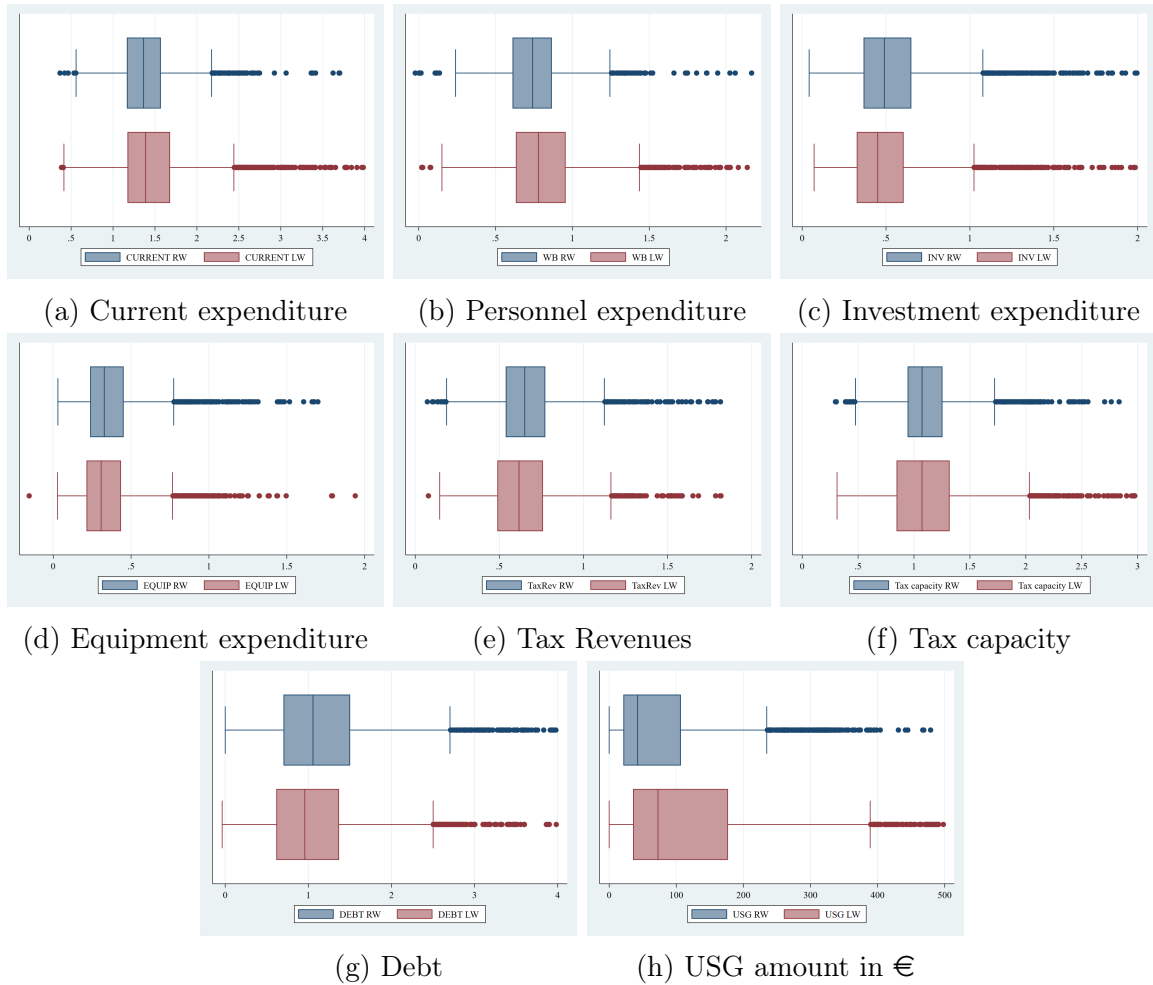 0 .5 1 1.5 2 2.5 3 3.5 4
CURRENT RW CURRENT LW
(a) Current expenditure
0 .5 1 1.5 2
WB RW WB LW
(b) Personnel expenditure
0 .5 1 1.5 2
INV RW INV LW
(c) Investment expenditure
0 .5 1 1.5 2
EQUIP RW EQUIP LW
(d) Equipment expenditure
0 .5 1 1.5 2
TaxRev RW TaxRev LW
(e) Tax Revenues
0 .5 1 1.5 2 2.5 3
Tax capacity RW Tax capacity LW
(f) Tax capacity
0 1 2 3 4
DEBT RW DEBT LW
(g) Debt
0 100 200 300 400 500
USG RW USG LW
(h) USG amount in €